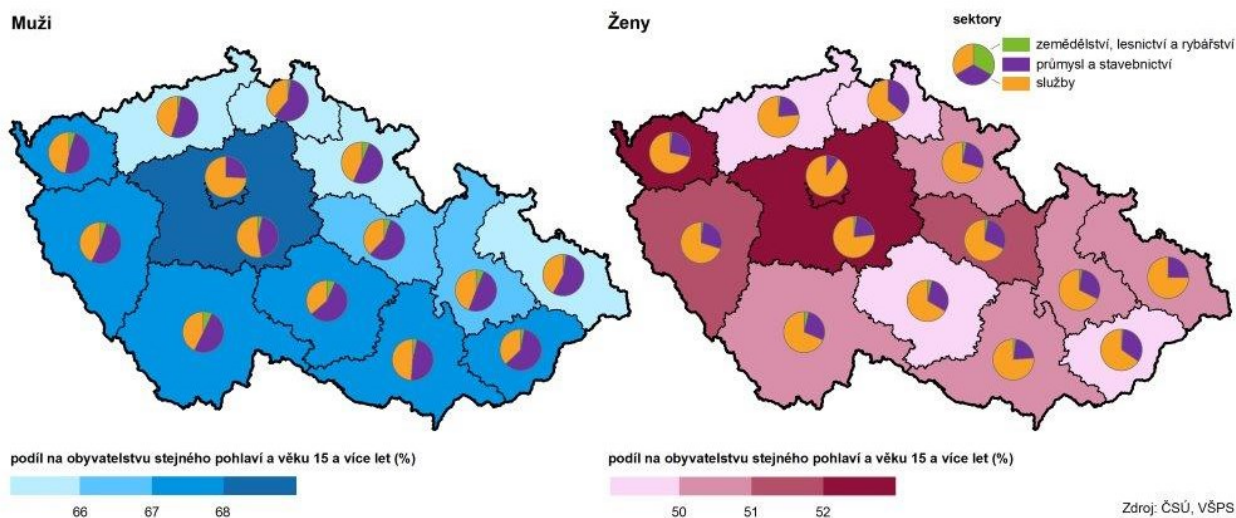 Muži
Ženy
sektory
zemědělství, lesnictví a rybářství
průmysl a stavebnictví
služby
podíl na obyvatelstvu stejného pohlaví a věku 15 a více let (%)
66 67 68
podíl na obyvatelstvu stejného pohlaví a věku 15 a více let (%)
50 51 52
Zdroj: ČSÚ, VŠPS